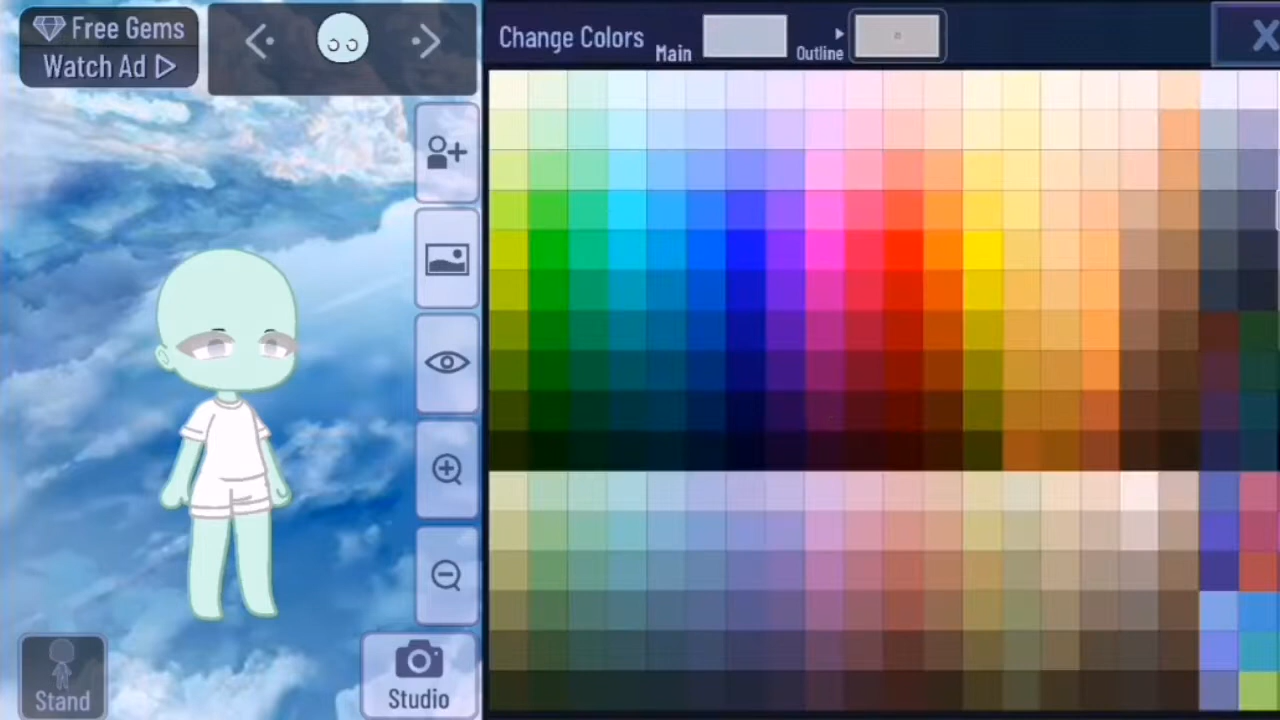 Free Gems
Watch Ad
Change Colors
Main
Outline
Stand
Studio